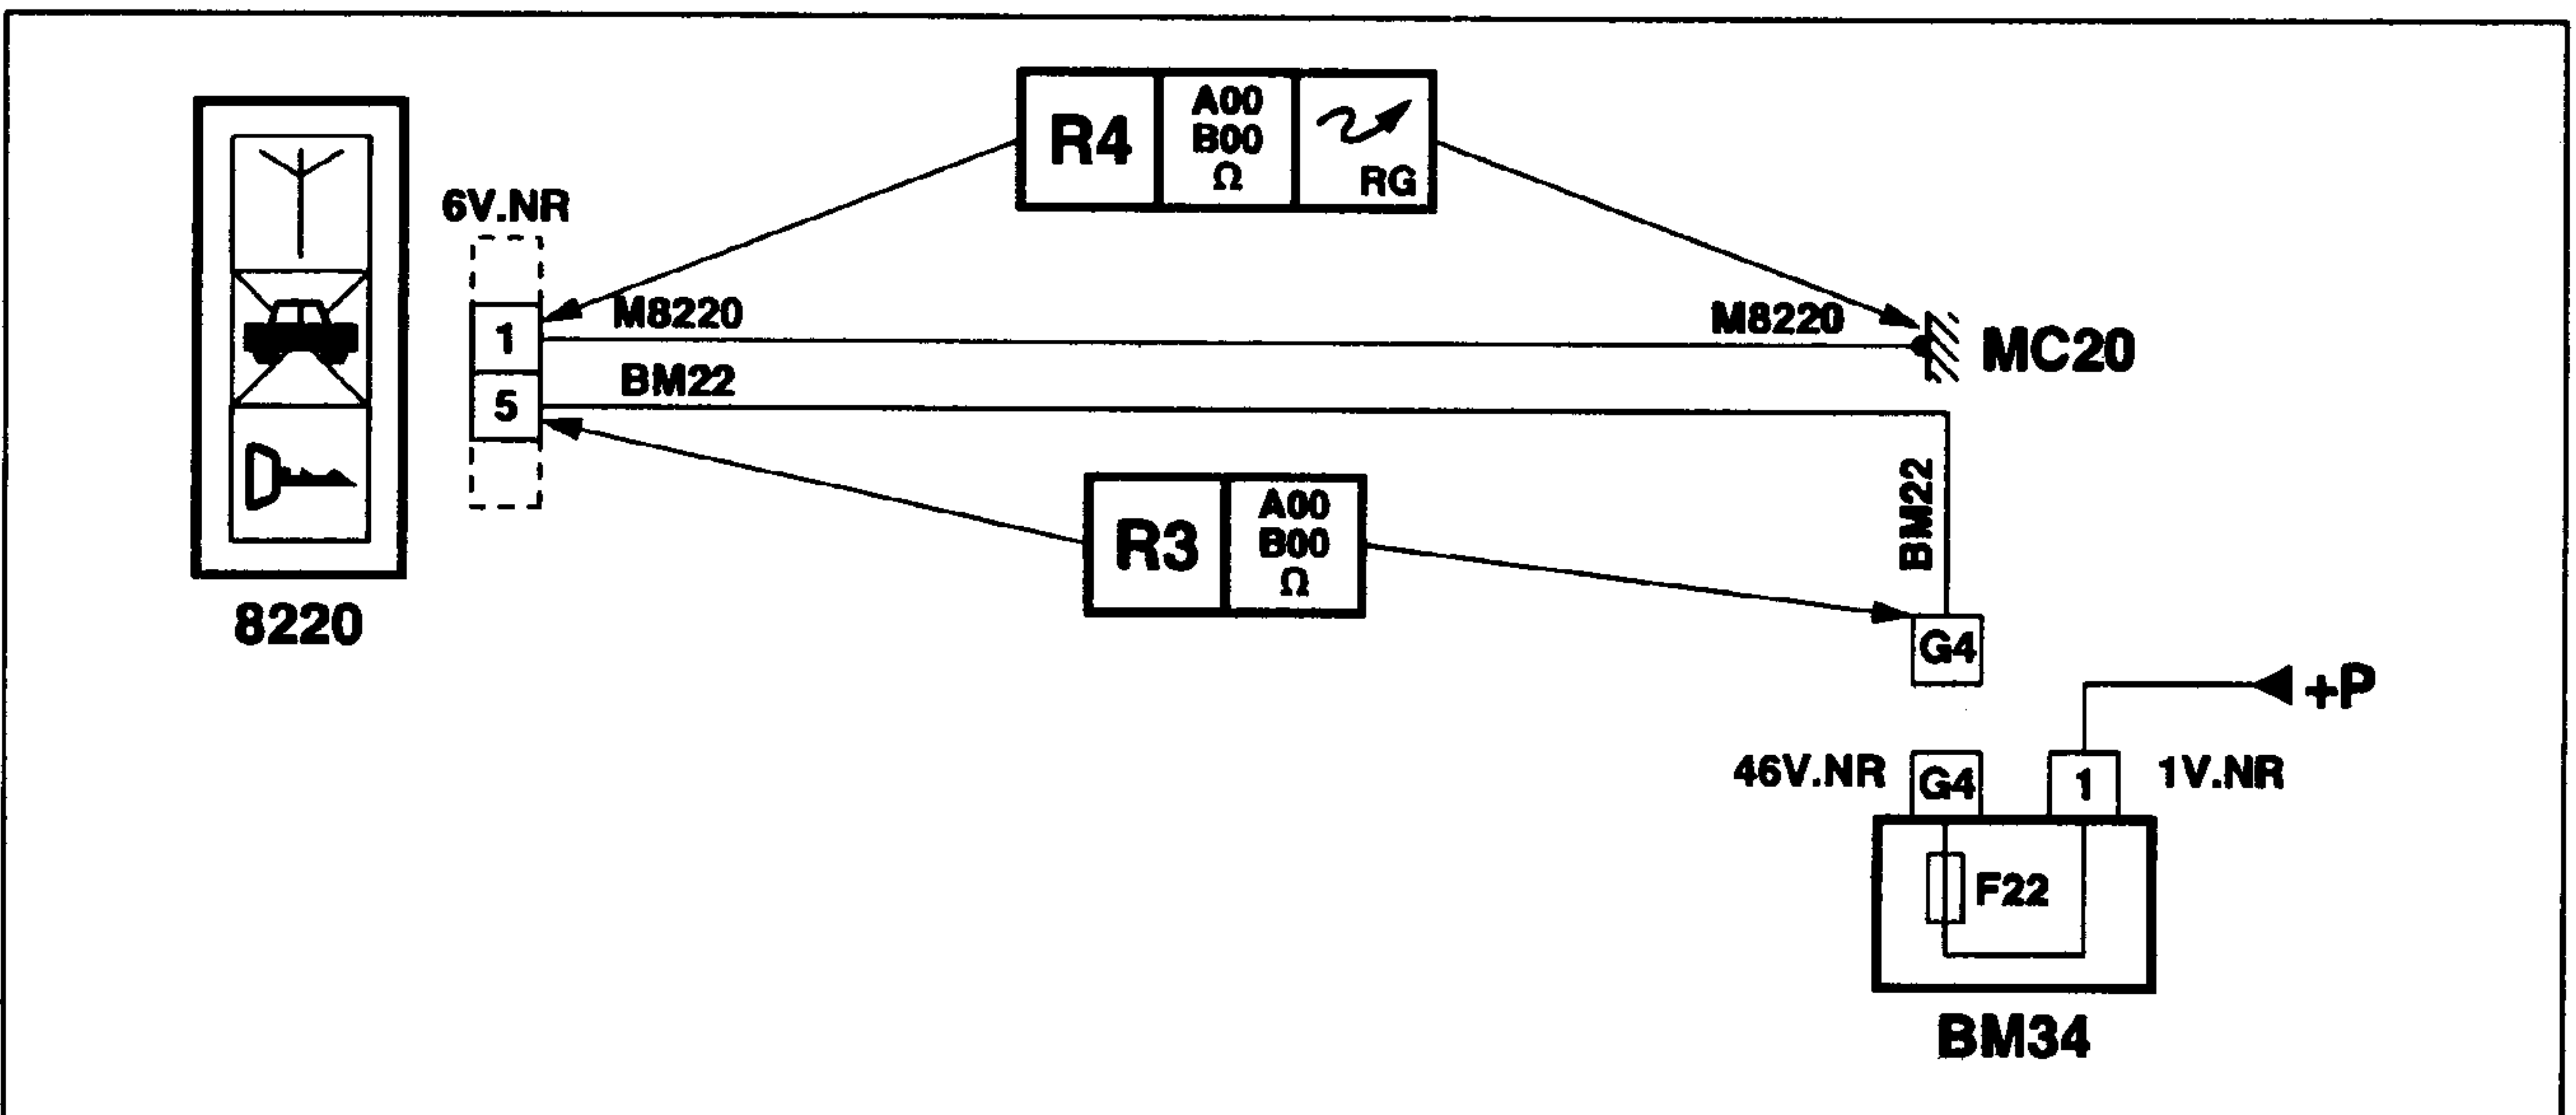 R4
A00
B00
Ω
RG
6V.NR
1
M8220
M8220
MC20
5
BM22
R3
A00
B00
Ω
BM22
8220
G4
+P
46V.NR
G4
1
1V.NR
F22
BM34